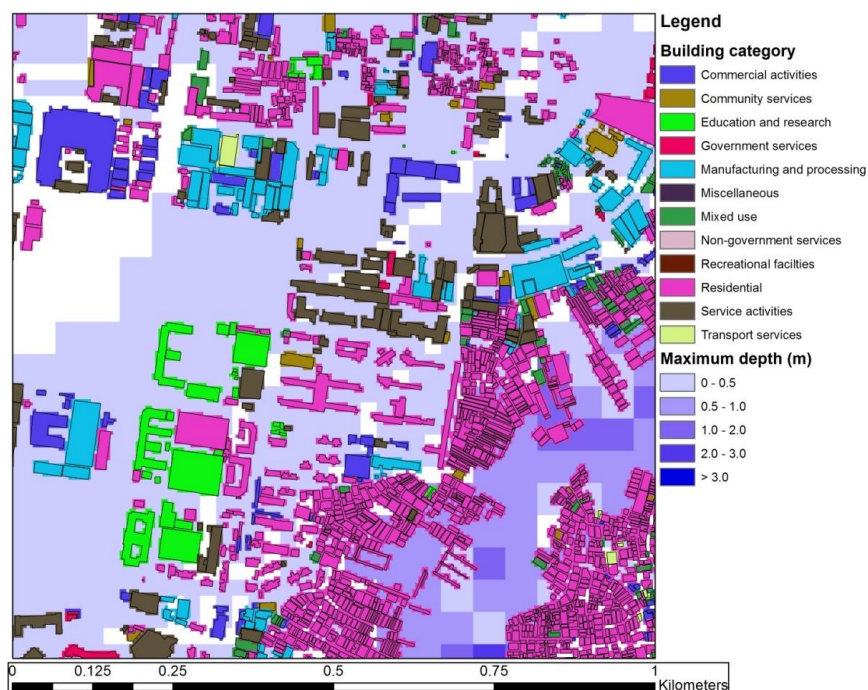 Legend
Building category
Commercial activities
Community services
Education and research
Government services
Manufacturing and processing
Miscellaneous
Mixed use
Non-government services
Recreational facilties
Residential
Service activities
Transport services
Maximum depth (m)
0 - 0.5
0.5 - 1.0
1.0 - 2.0
2.0 - 3.0
> 3.0
0 0.125 0.25 0.5 0.75 1
Kilometers